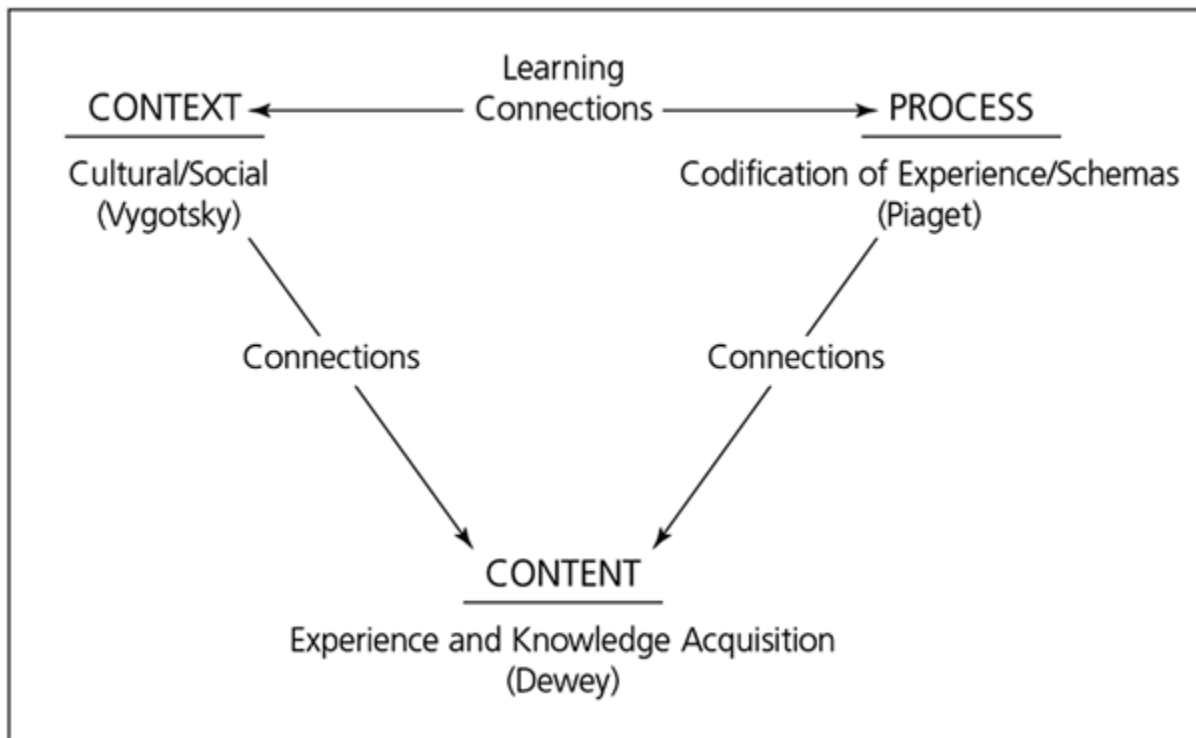 Learning
CONTEXT Connections PROCESS
Cultural/Social Codification of Experience/Schemas
(Vygotsky) (Piaget)
Connections Connections
CONTENT
Experience and Knowledge Acquisition
(Dewey)